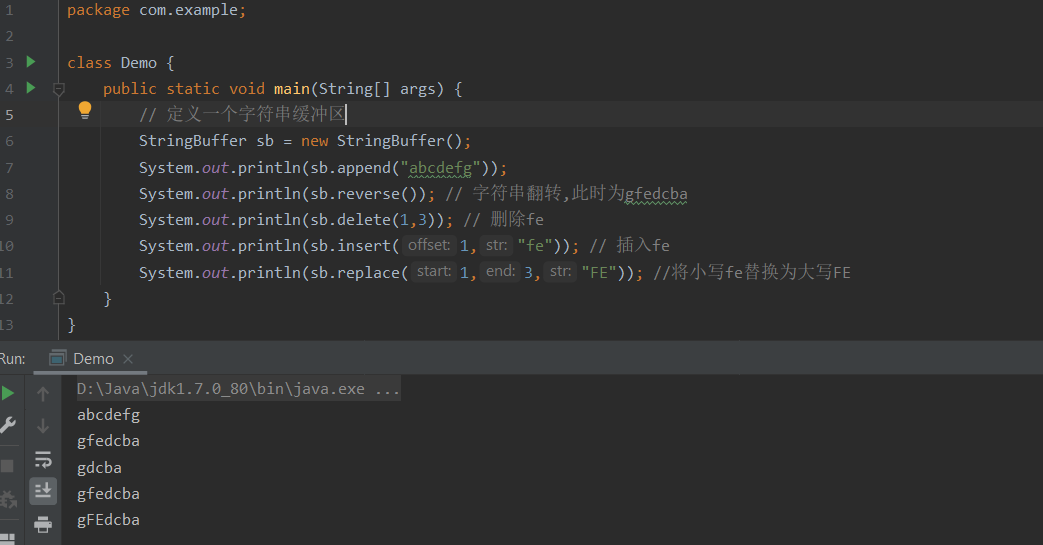 1 package com.example;
2
3 class Demo {
4 public static void main(String[] args) {
5 // 定义一个字符串缓冲区
6 StringBuffer sb = new StringBuffer();
7 System.out.println(sb.append("abcdefg"));
8 System.out.println(sb.reverse()); // 字符串翻转,此时为gfedcba
9 System.out.println(sb.delete(1,3)); // 删除fe
10 System.out.println(sb.insert( offset: 1, str: "fe")); // 插入fe
11 System.out.println(sb.replace( start: 1, end: 3, str: "FE")); //将小写fe替换为大写FE
12 }
13 }
Run: Demo ×
D:\Java\jdk1.7.0_80\bin\java.exe ...
abcdefg
gfedcba
gdcba
gfedcba
gFEdcba